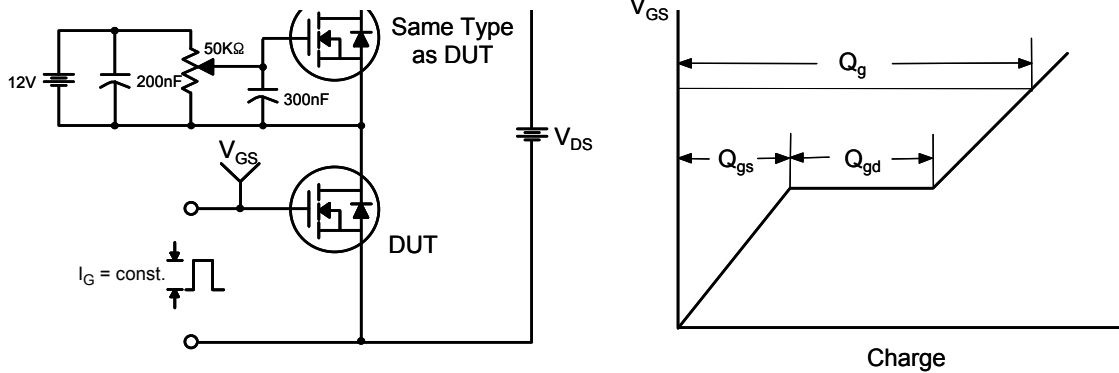 Same Type
as DUT
50KΩ
12V
200nF
300nF
V_GS
V_DS
DUT
I_G = const.
V_GS
Q_g
Q_gs
Q_gd
Charge